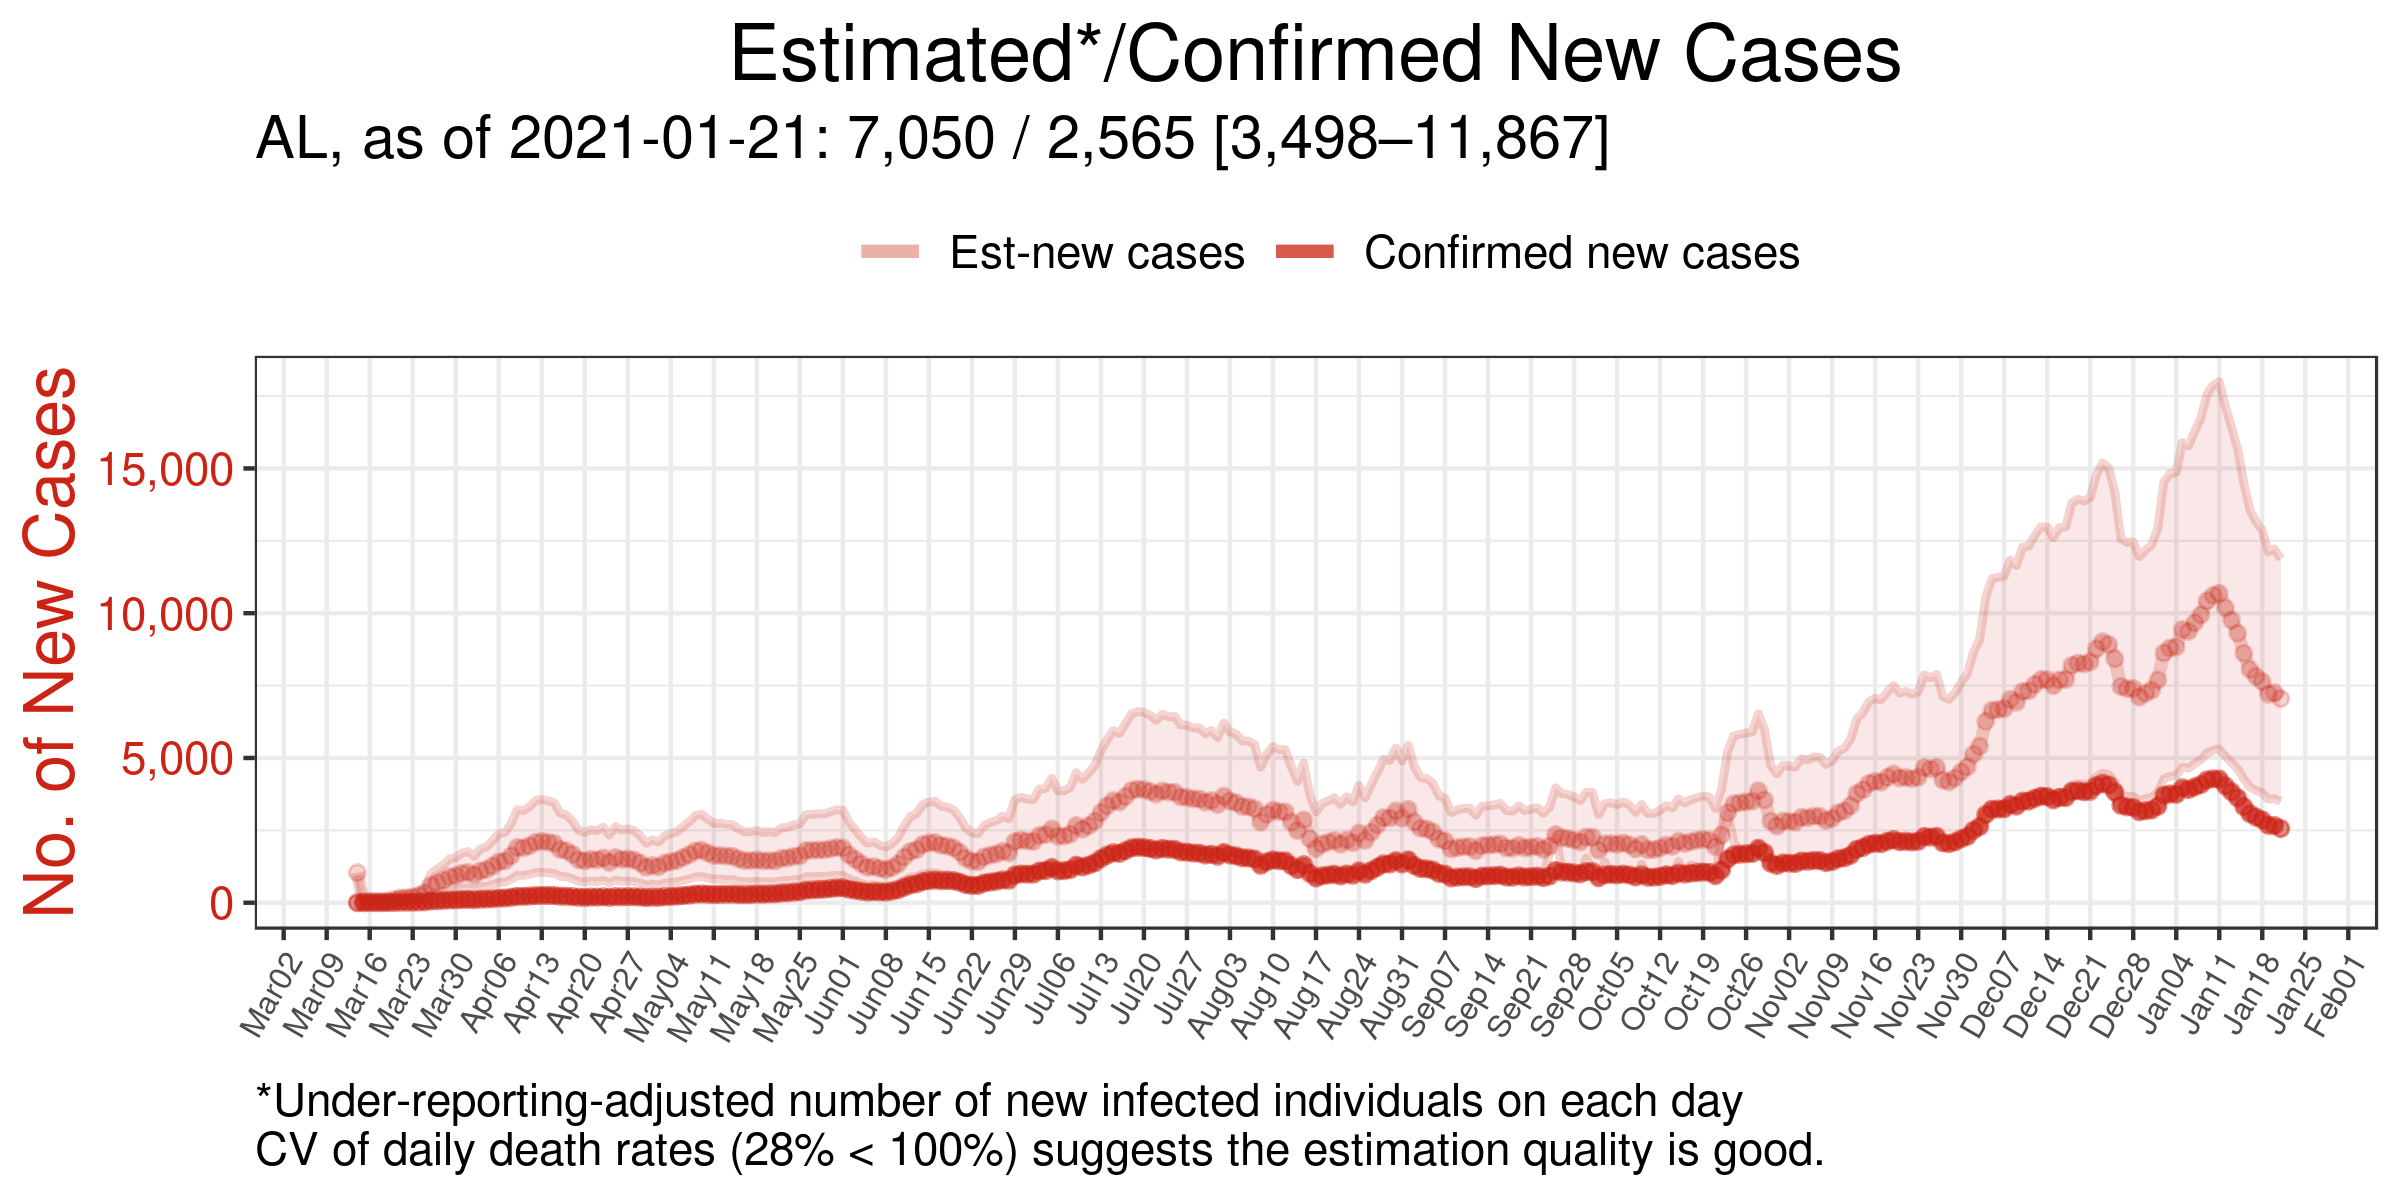 Estimated*/Confirmed New Cases
AL, as of 2021-01-21: 7,050 / 2,565 [3,498–11,867]
Est-new cases
Confirmed new cases
No. of New Cases
15,000
10,000
5,000
0
Mar02
Mar09
Mar16
Mar23
Mar30
Apr06
Apr13
Apr20
Apr27
May04
May11
May18
May25
Jun01
Jun08
Jun15
Jun22
Jun29
Jul06
Jul13
Jul20
Jul27
Aug03
Aug10
Aug17
Aug24
Aug31
Sep07
Sep14
Sep21
Sep28
Oct05
Oct12
Oct19
Oct26
Nov02
Nov09
Nov16
Nov23
Nov30
Dec07
Dec14
Dec21
Dec28
Jan04
Jan11
Jan18
Jan25
Feb01
*Under-reporting-adjusted number of new infected individuals on each day
CV of daily death rates (28% < 100%) suggests the estimation quality is good.